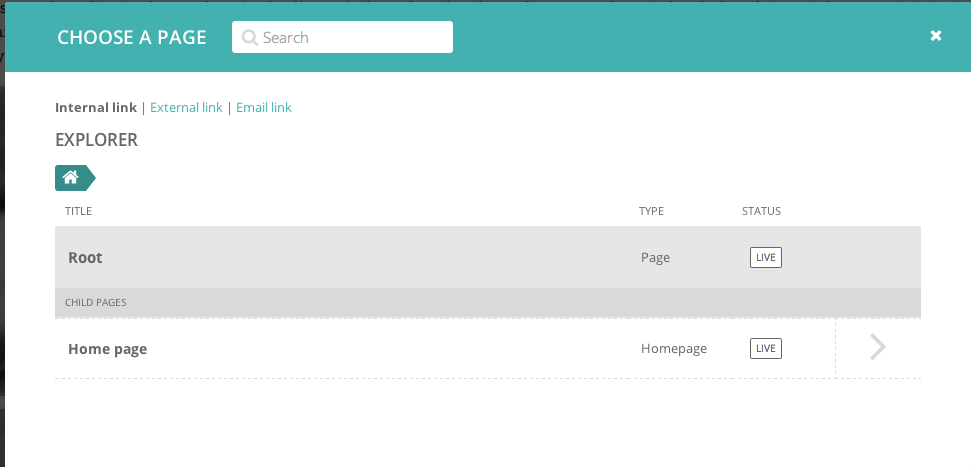 CHOOSE A PAGE Search
Internal link | External link | Email link
EXPLORER
TITLE TYPE STATUS
Root Page LIVE
CHILD PAGES
Home page Homepage LIVE